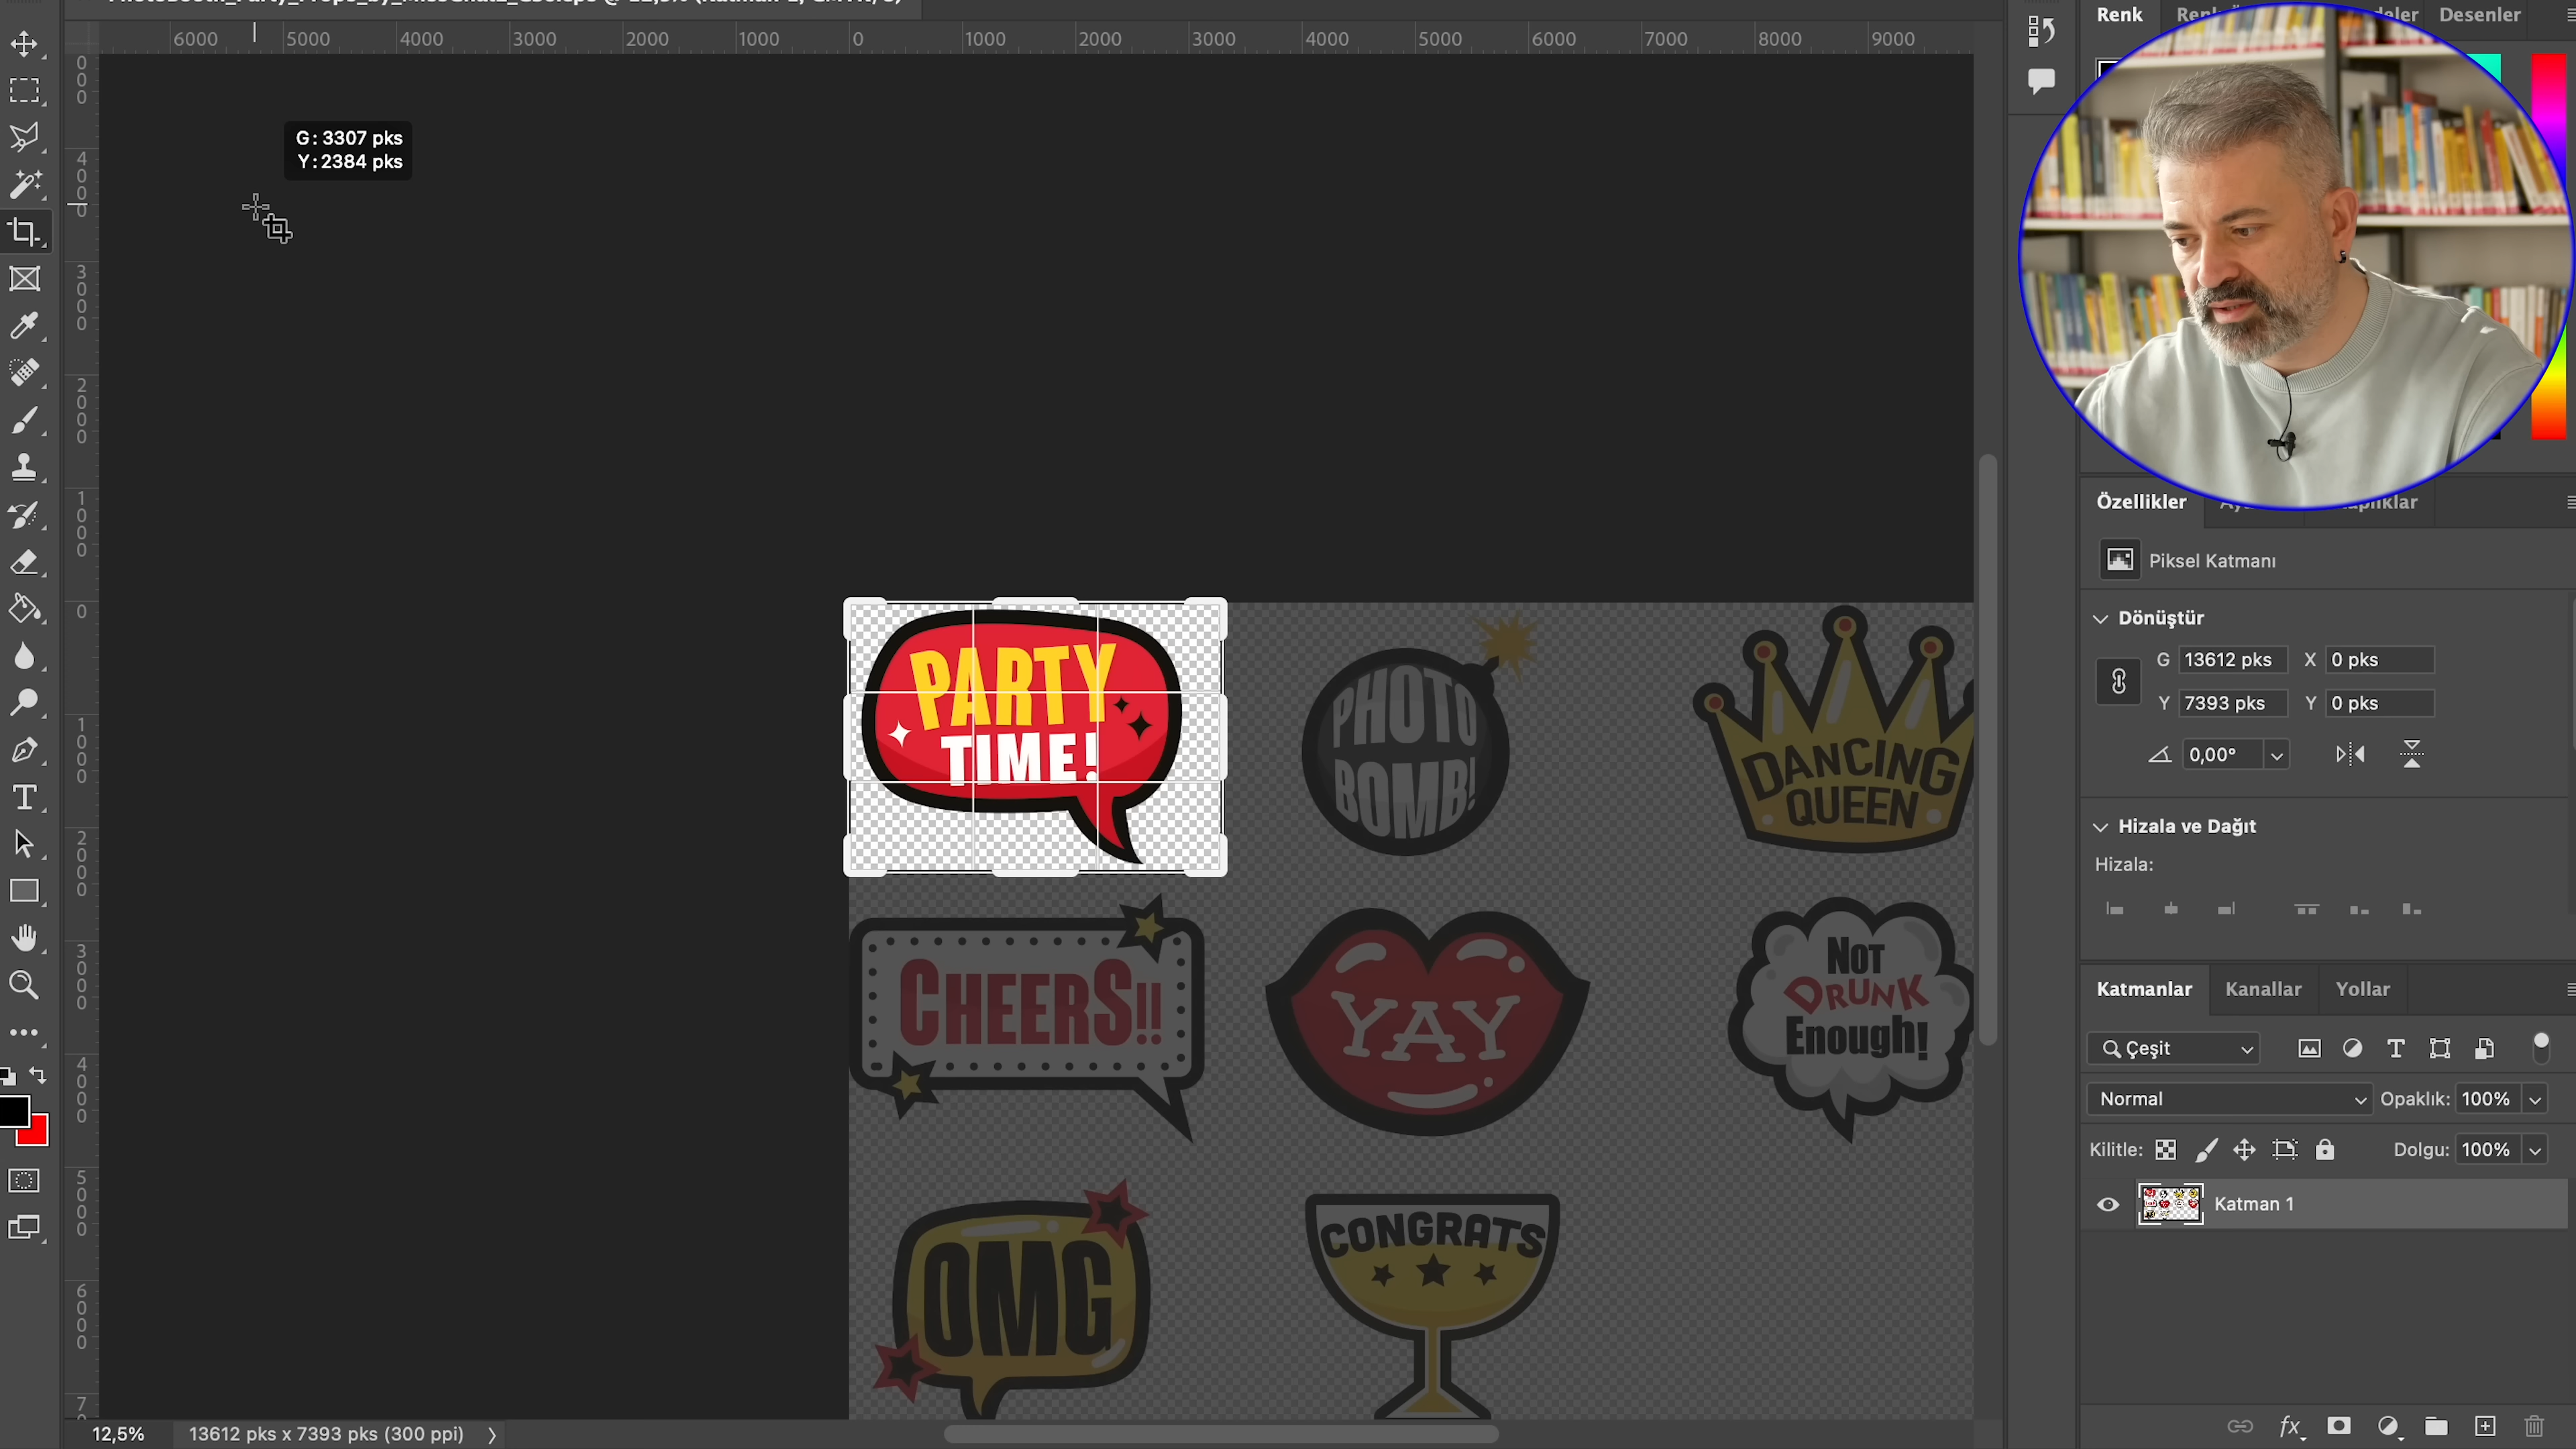 Renk
Desenler
6000 5000 4000 3000 2000 1000 0 1000 2000 3000 4000 5000 6000 7000 8000 9000
G: 3307 pks
Y: 2384 pks
Özellikler
Piksel Katmanı
Dönüştür
G 13612 pks X 0 pks
Y 7393 pks Y 0 pks
0,00°
Hizala ve Dağıt
Hizala:
Katmanlar Kanallar Yollar
Çeşit
Normal Opaklık: 100%
Kilitle: Dolgu: 100%
Katman 1
PARTY
TIME!
PHOTO
BOMB!
DANCING
QUEEN
CHEERS!!
YAY
NOT
DRUNK
Enough!
OMG
CONGRATS
12,5% 13612 pks x 7393 pks (300 ppi)